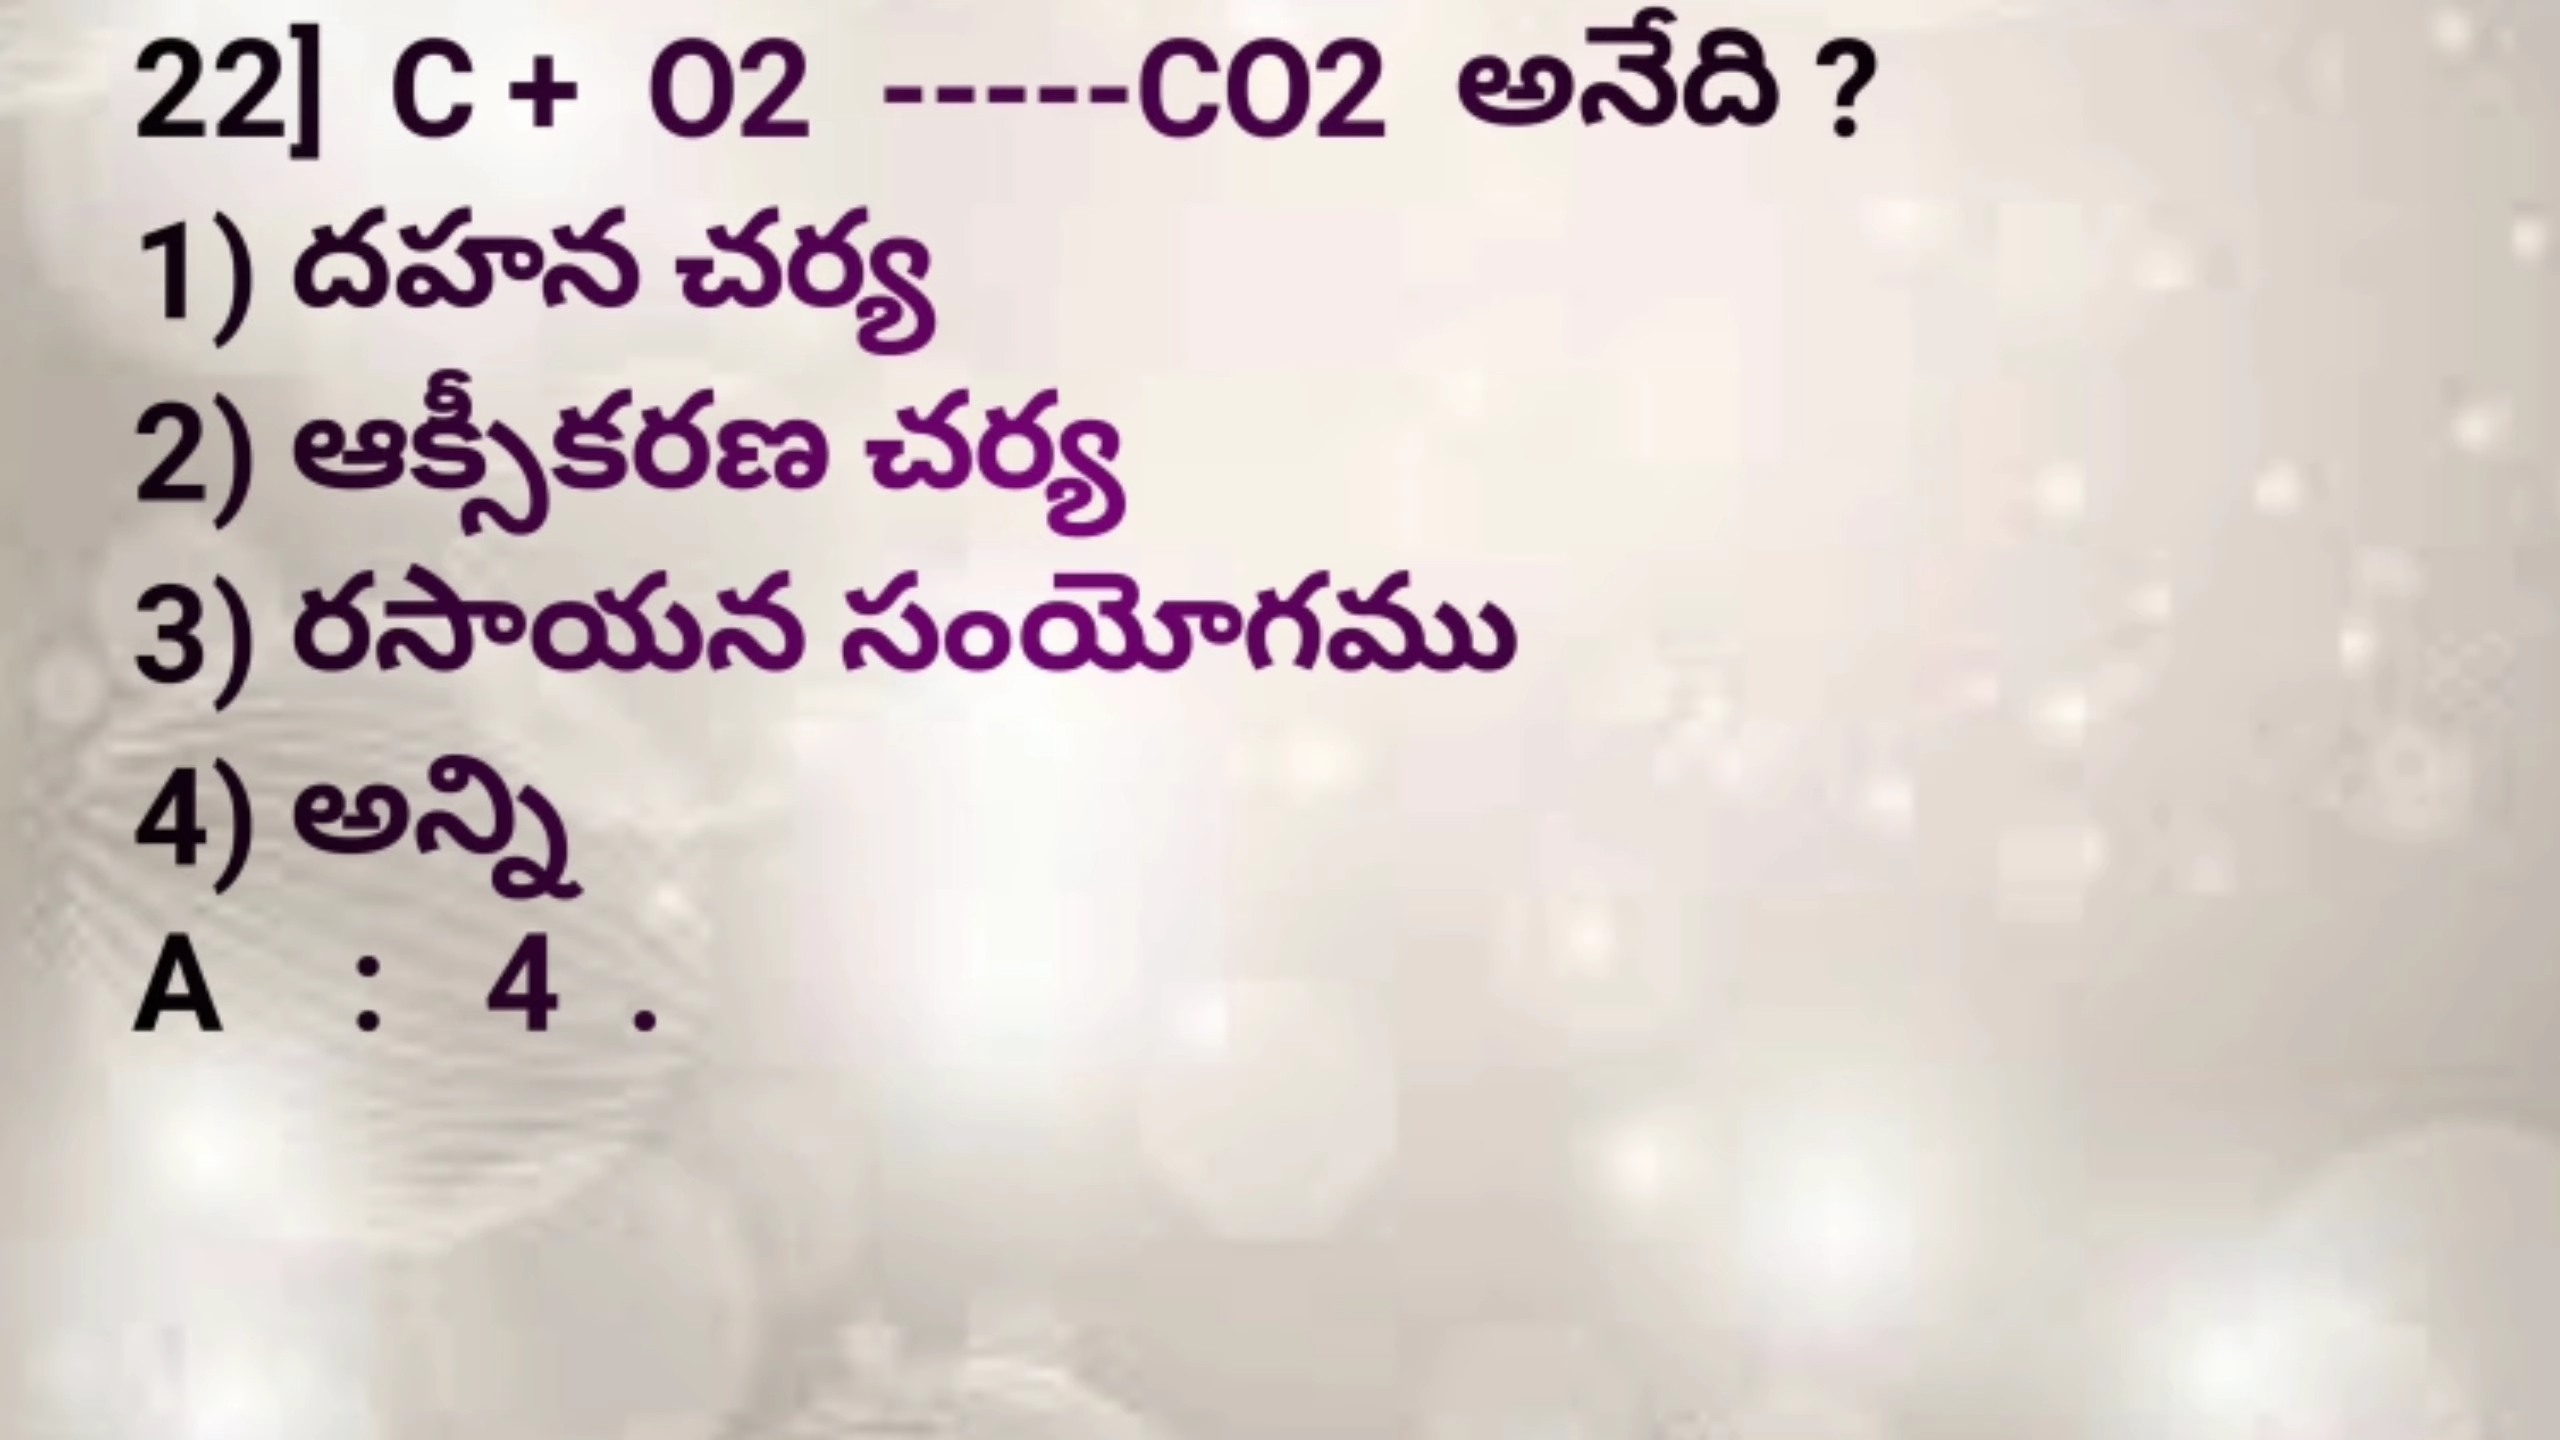 22] C + O2 -----CO2 అనేది ?
1) దహన చర్య
2) ఆక్సీకరణ చర్య
3) రసాయన సంయోగము
4) అన్ని
A : 4 .